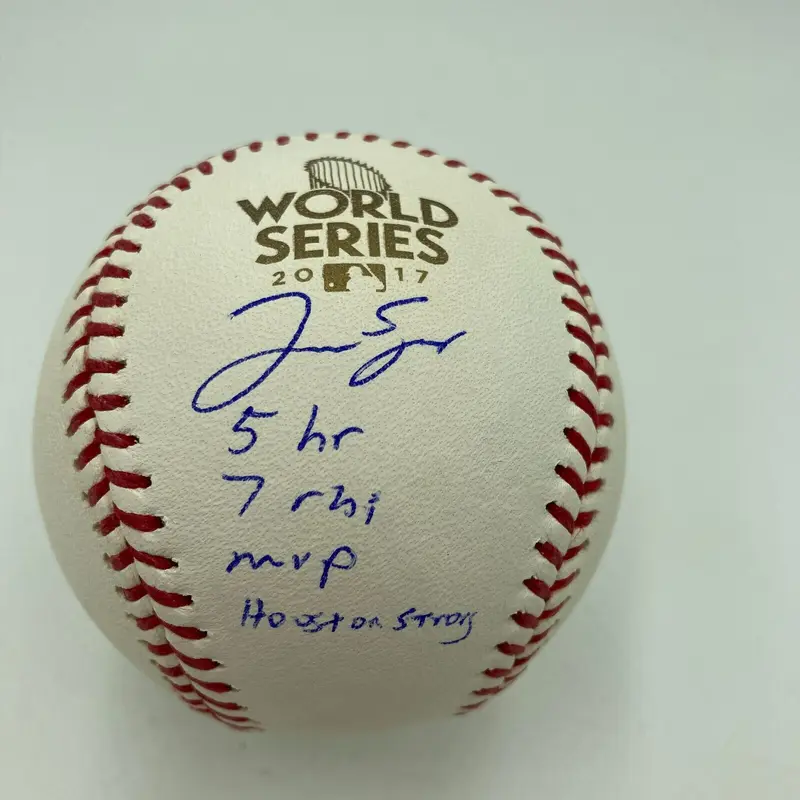 WORLD
SERIES
2017
5 hr
7 rbi
mvp
Houston Strong